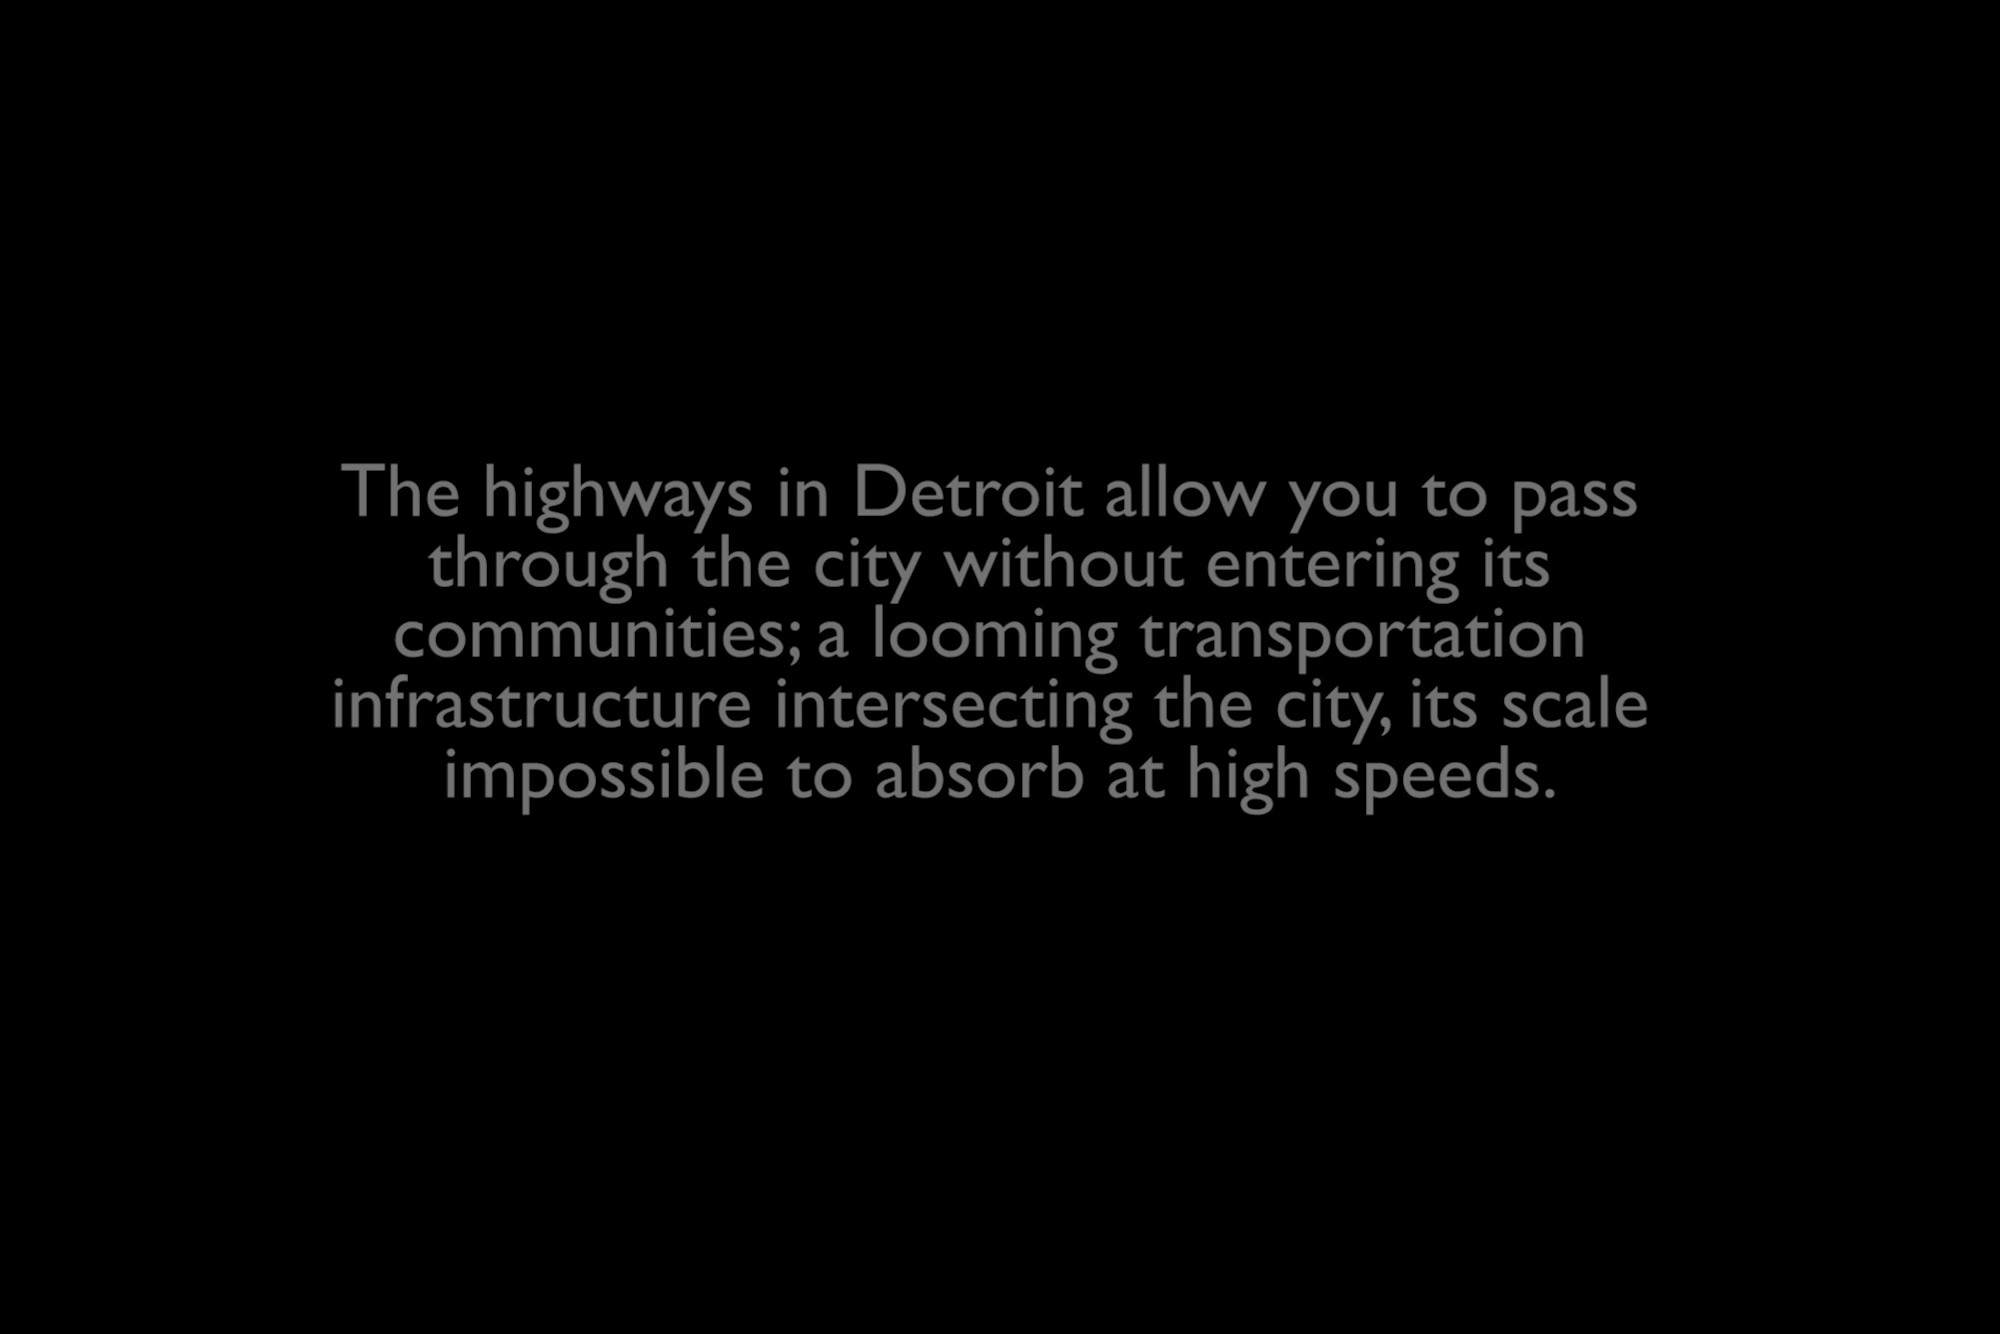 The highways in Detroit allow you to pass
through the city without entering its
communities; a looming transportation
infrastructure intersecting the city, its scale
impossible to absorb at high speeds.